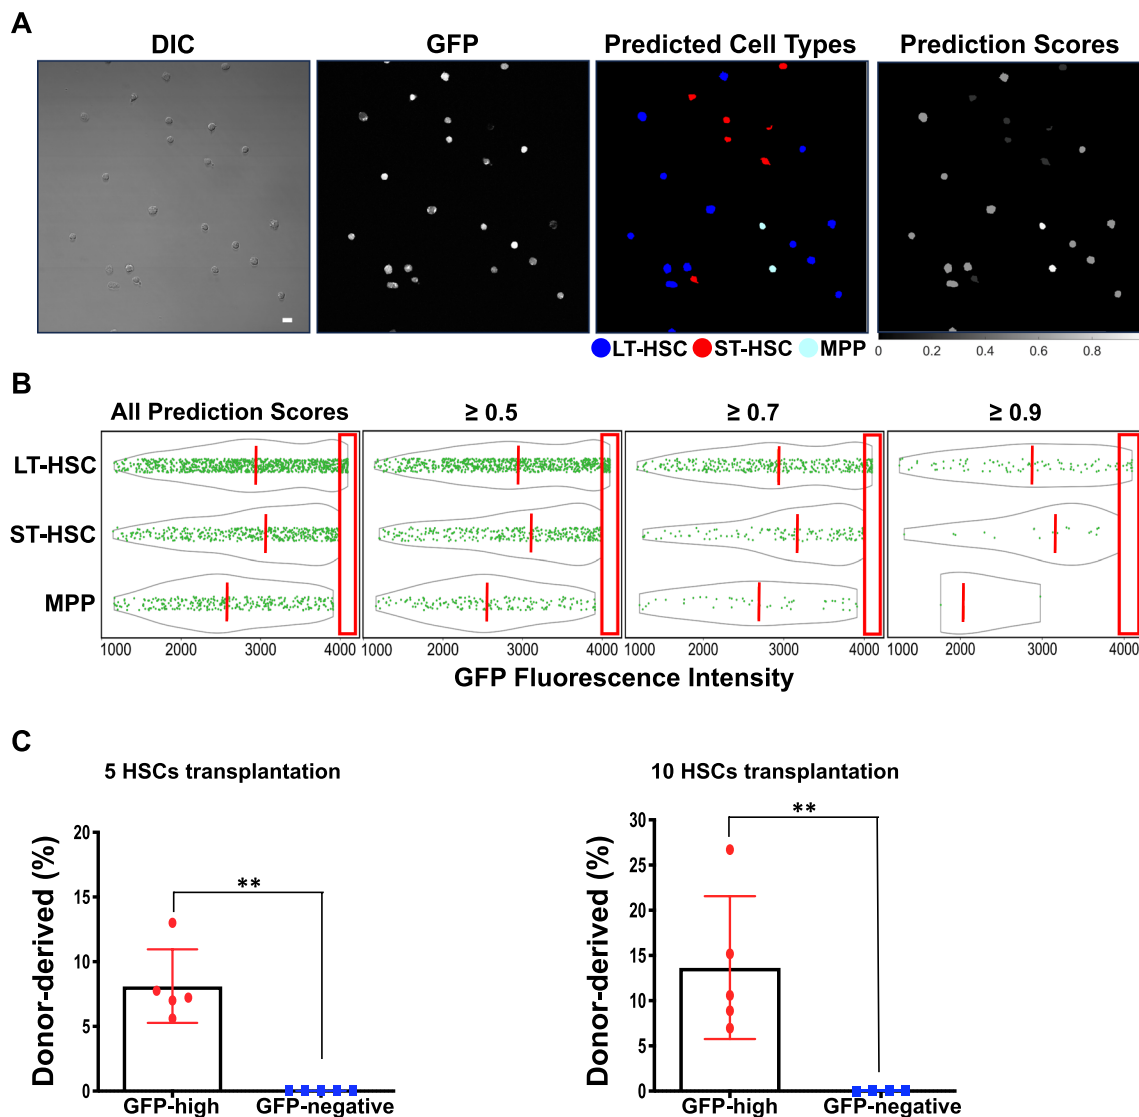 A
DIC GFP Predicted Cell Types Prediction Scores
LT-HSC ST-HSC MPP
0 0.2 0.4 0.6 0.8
B
All Prediction Scores ≥ 0.5 ≥ 0.7 ≥ 0.9
LT-HSC
ST-HSC
MPP
1000 2000 3000 4000 1000 2000 3000 4000 1000 2000 3000 4000 1000 2000 3000 4000
GFP Fluorescence Intensity
C
5 HSCs transplantation
Donor-derived (%)
20
15
10
5
0
**
GFP-high GFP-negative
10 HSCs transplantation
Donor-derived (%)
30
25
20
15
10
5
0
**
GFP-high GFP-negative